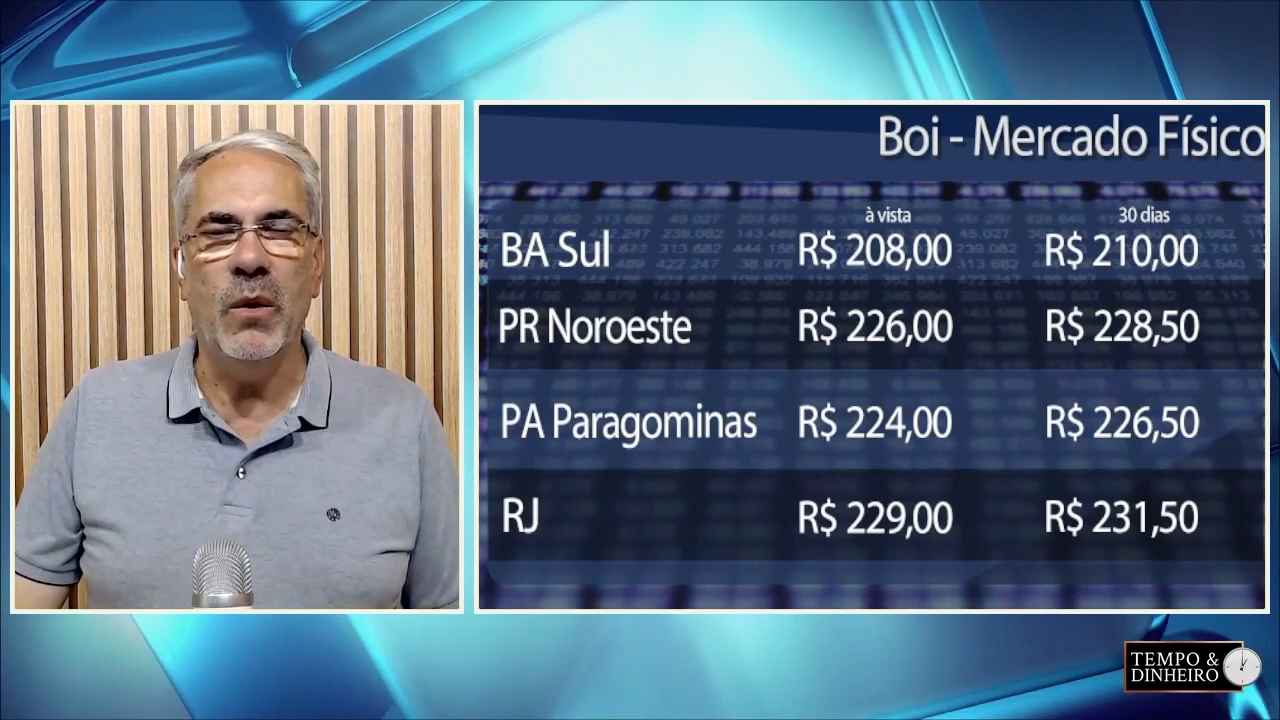 Boi - Mercado Físico
à vista 30 dias
BA Sul R$ 208,00 R$ 210,00
PR Noroeste R$ 226,00 R$ 228,50
PA Paragominas R$ 224,00 R$ 226,50
RJ R$ 229,00 R$ 231,50
TEMPO &
DINHEIRO